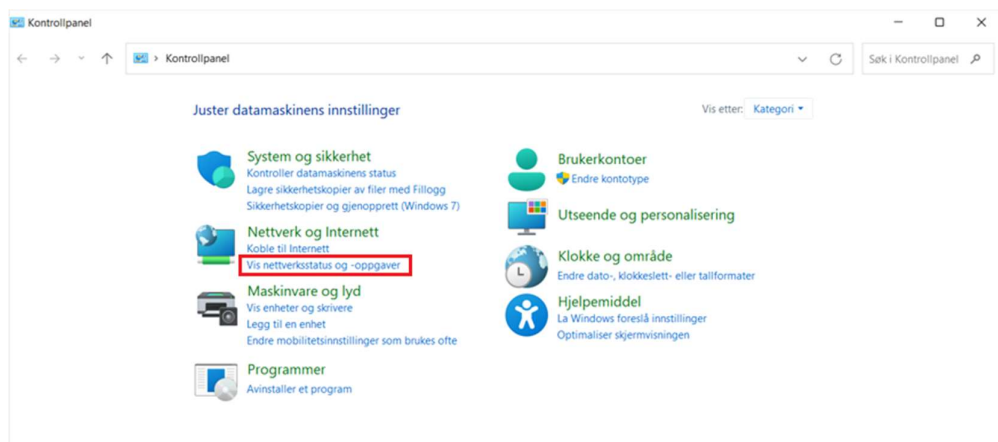 Kontrollpanel
Kontrollpanel
Søk i Kontrollpanel
Juster datamaskinens innstillinger
Vis etter: Kategori
System og sikkerhet
Kontroller datamaskinens status
Lagre sikkerhetskopier av filer med Fillogg
Sikkerhetskopier og gjenopprett (Windows 7)
Nettverk og Internett
Koble til Internett
Vis nettverksstatus og -oppgaver
Maskinvare og lyd
Vis enheter og skrivere
Legg til en enhet
Endre mobilitetsinnstillinger som brukes ofte
Programmer
Avinstaller et program
Brukerkontoer
Endre kontotype
Utseende og personalisering
Klokke og område
Endre dato-, klokkeslett- eller tallformater
Hjelpemiddel
La Windows foreslå innstillinger
Optimaliser skjermvisningen